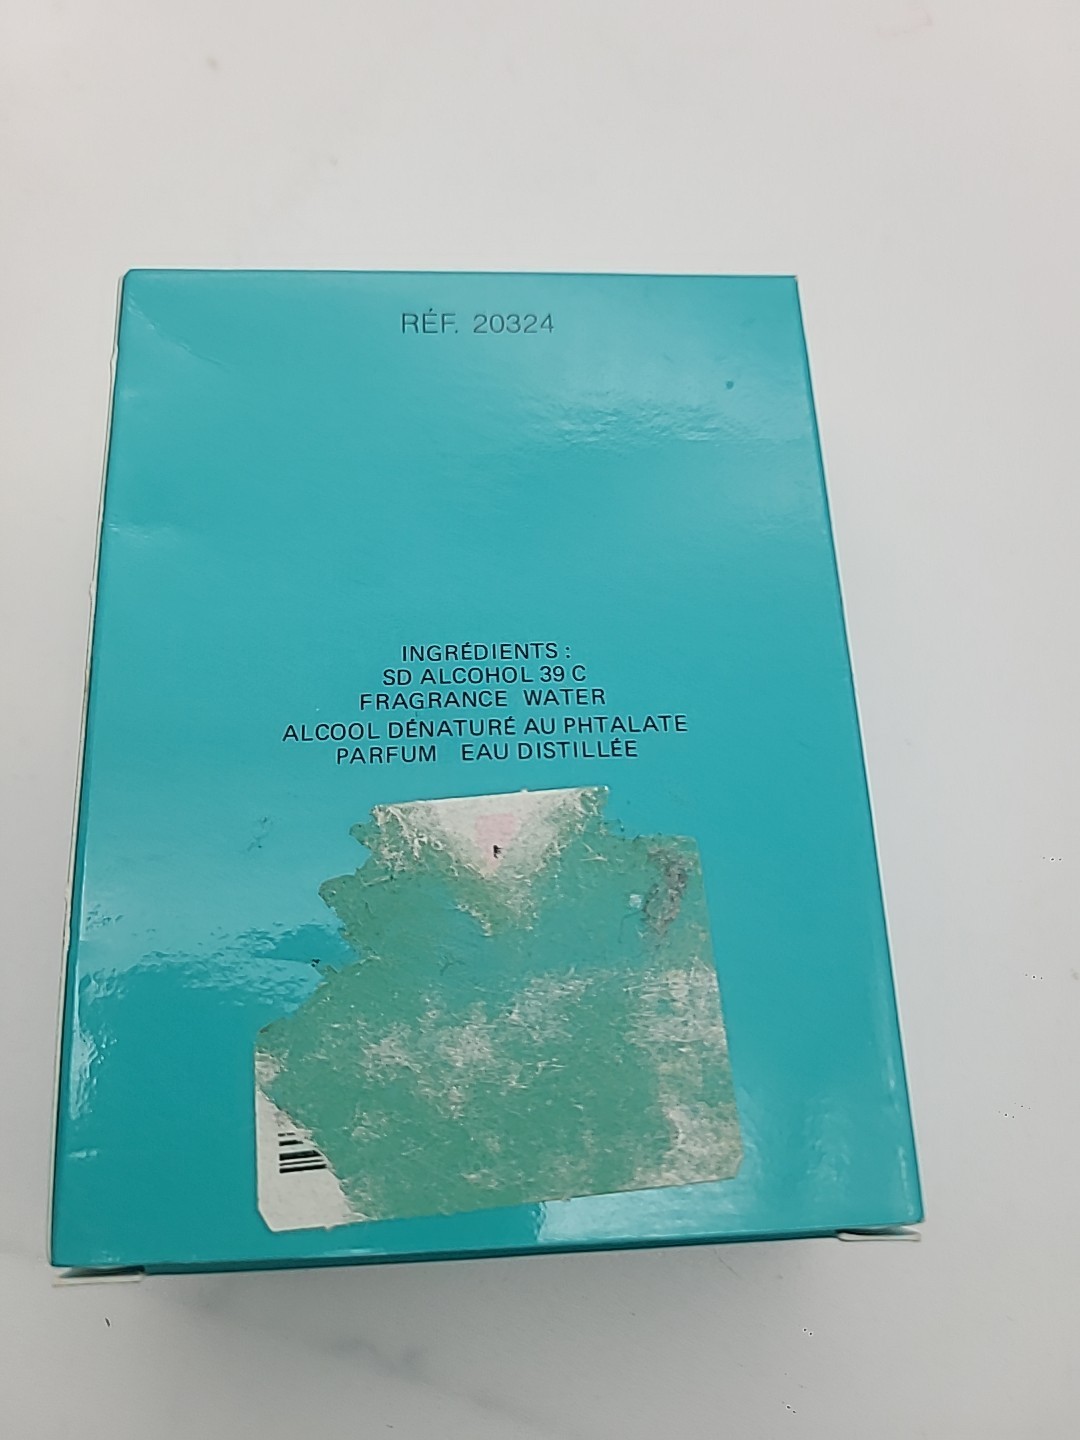 RÉF. 20324
INGRÉDIENTS :
SD ALCOHOL 39 C
FRAGRANCE WATER
ALCOOL DÉNATURÉ AU PHTALATE
PARFUM EAU DISTILLÉE